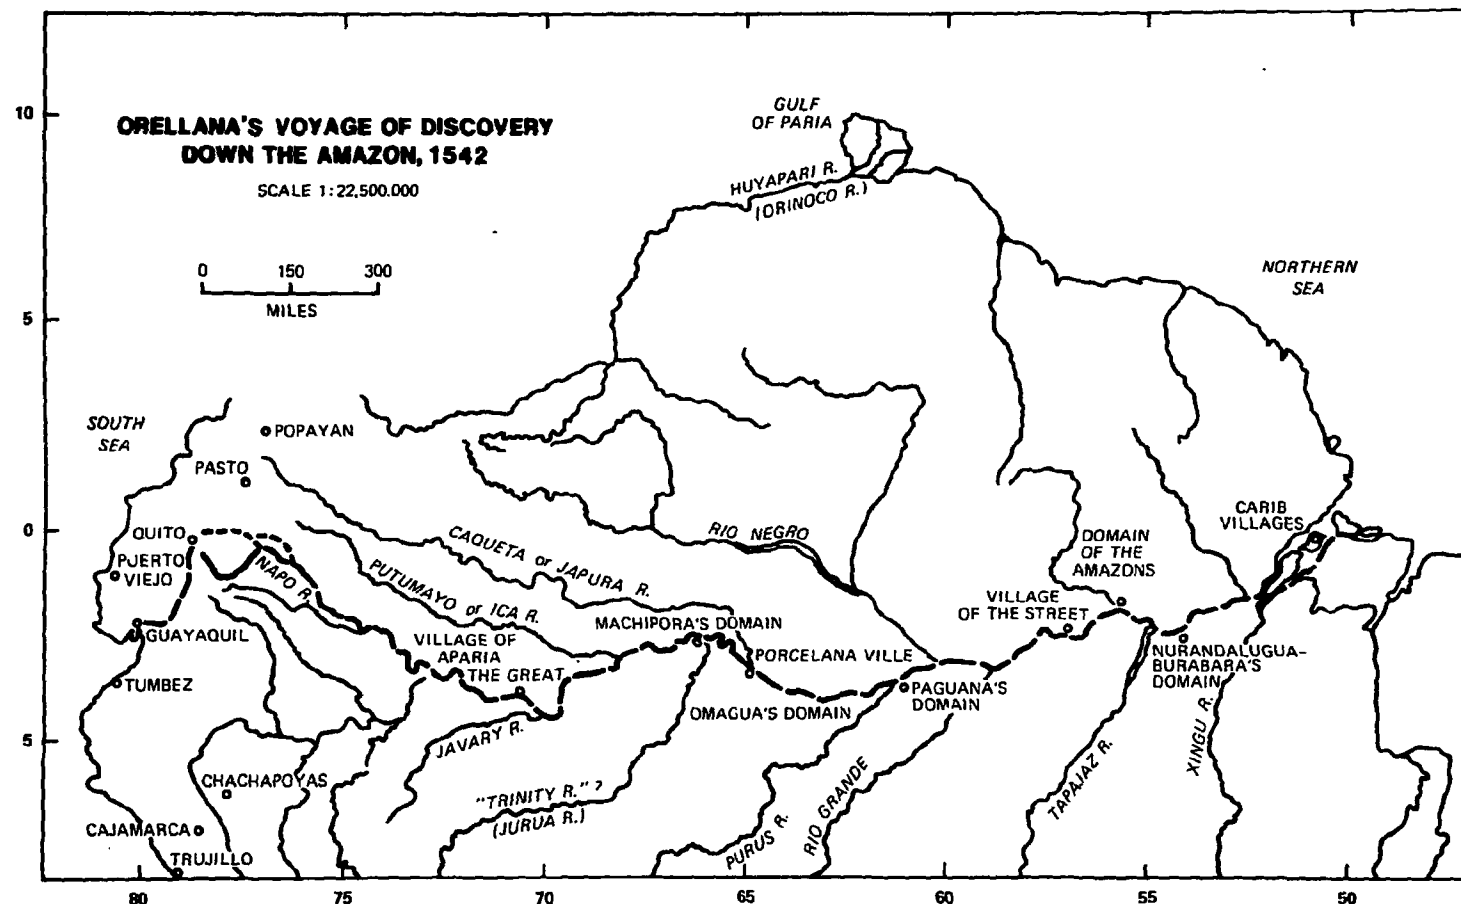 ORELLANA'S VOYAGE OF DISCOVERY
DOWN THE AMAZON, 1542
SCALE 1:22,500.000
0 150 300
MILES
GULF
OF PARIA
HUYAPARI R.
(ORINOCO R.)
NORTHERN
SEA
SOUTH
SEA
POPAYAN
PASTO
QUITO
PJERTO
VIEJO
GUAYAQUIL
TUMBEZ
CHACHAPOYAS
CAJAMARCA
TRUJILLO
NAPO R.
CAQUETA or JAPURA R.
PUTUMAYO or ICA R.
RIO NEGRO
VILLAGE OF
APARIA
THE GREAT
MACHIPORA'S DOMAIN
PORCELANA VILLE
OMAGUA'S DOMAIN
PAGUANA'S
DOMAIN
JAVARY R.
"TRINITY R." ?
(JURUA R.)
PURUS R.
RIO GRANDE
VILLAGE
OF THE STREET
DOMAIN
OF THE
AMAZONS
CARIB
VILLAGES
NURANDALUGUA-
BURABARA'S
DOMAIN
TAPAJAZ R.
XINGU R.
10
5
0
5
80 75 70 65 60 55 50